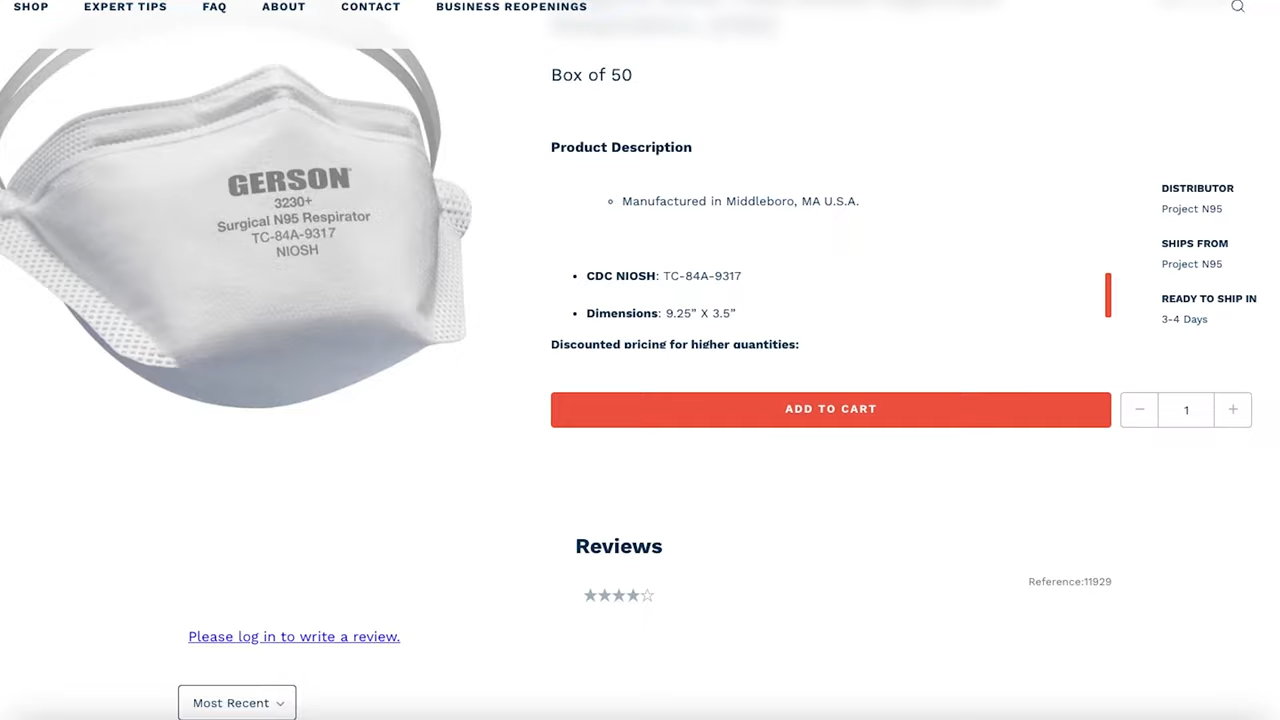 SHOP EXPERT TIPS FAQ ABOUT CONTACT BUSINESS REOPENINGS
GERSON
3230+
Surgical N95 Respirator
TC-84A-9317
NIOSH
Box of 50
Product Description
Manufactured in Middleboro, MA U.S.A.
CDC NIOSH: TC-84A-9317
Dimensions: 9.25” X 3.5”
Discounted pricing for higher quantities:
DISTRIBUTOR
Project N95
SHIPS FROM
Project N95
READY TO SHIP IN
3-4 Days
ADD TO CART
− 1 +
Reviews
Reference:11929
Please log in to write a review.
Most Recent